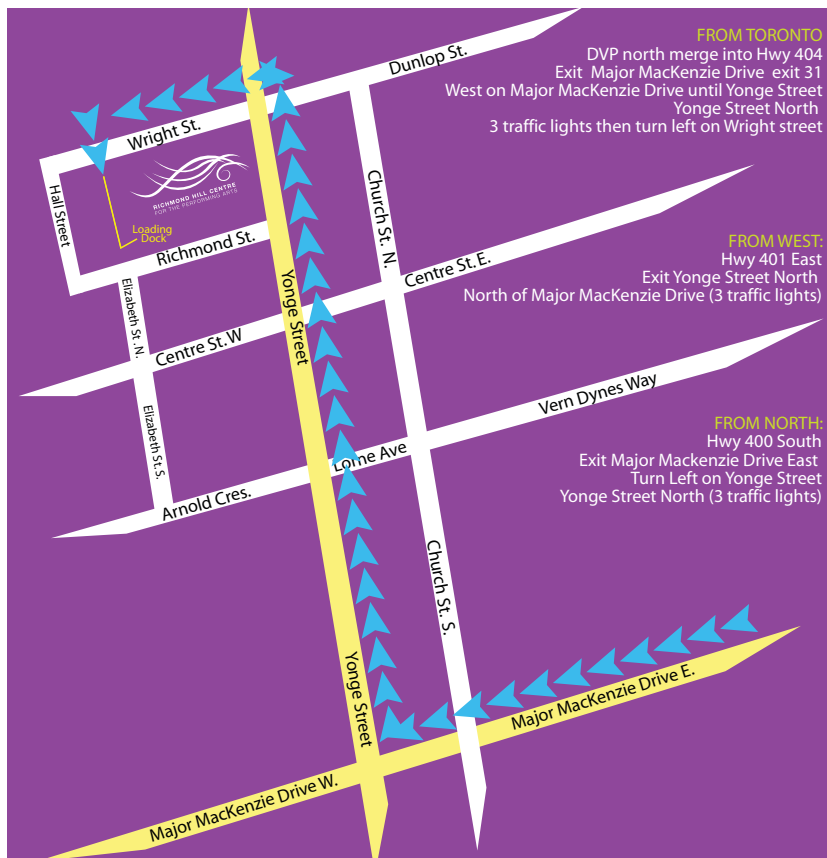 FROM TORONTO
DVP north merge into Hwy 404
Exit  Major MacKenzie Drive  exit 31
West on Major MacKenzie Drive until Yonge Street
Yonge Street North
3 traffic lights then turn left on Wright street
Dunlop St.
Wright St.
Hall Street
RICHMOND HILL CENTRE
FOR THE PERFORMING ARTS
Loading
Dock
Richmond St.
Church St. N.
FROM WEST:
Hwy 401 East
Exit Yonge Street North
North of Major MacKenzie Drive (3 traffic lights)
Centre St. E.
Yonge Street
Elizabeth St .N.
Centre St. W
Vern Dynes Way
Elizabeth St. S.
Lorne Ave
Arnold Cres.
FROM NORTH:
Hwy 400 South
Exit Major Mackenzie Drive East
Turn Left on Yonge Street
Yonge Street North (3 traffic lights)
Church St. S.
Yonge Street
Major MacKenzie Drive E.
Major MacKenzie Drive W.